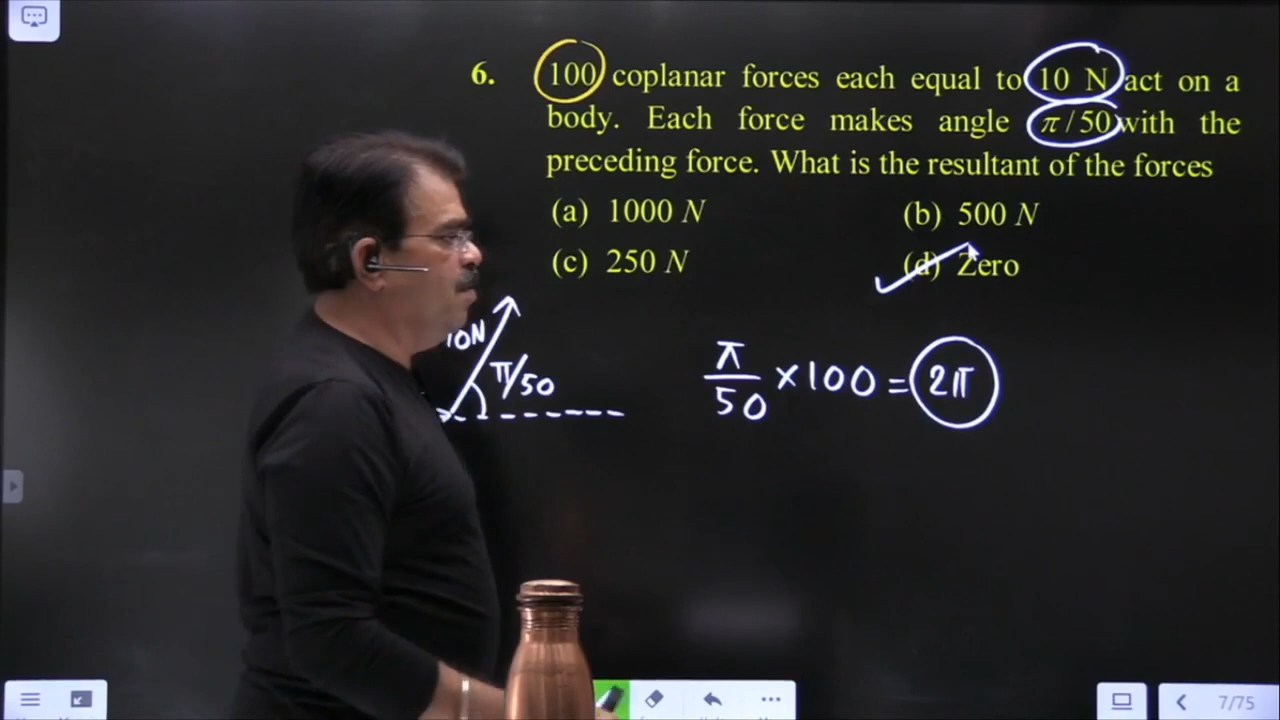 6. 100 coplanar forces each equal to 10 N act on a
body. Each force makes angle π/50 with the
preceding force. What is the resultant of the forces
(a) 1000 N (b) 500 N
(c) 250 N (d) Zero
10N
π/50
π/50 × 100 = 2π
7/75